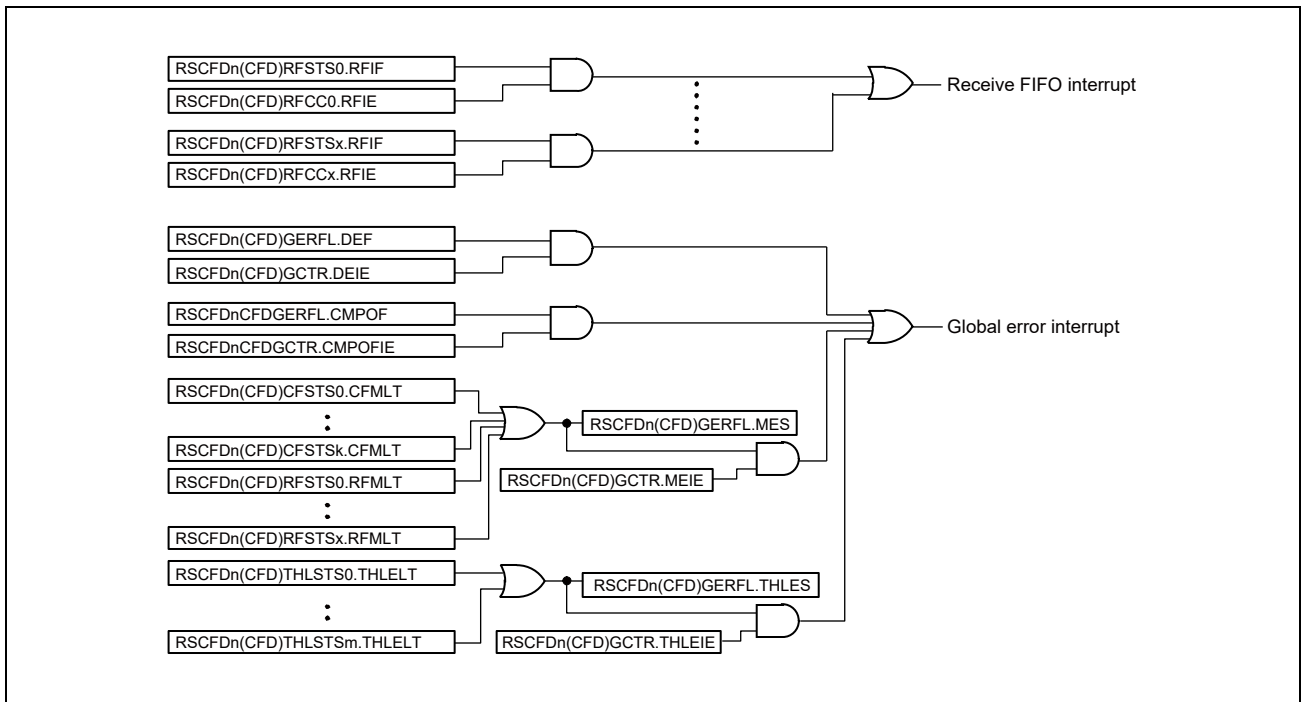 RSCFDn(CFD)RFSTS0.RFIF
RSCFDn(CFD)RFCC0.RFIE
Receive FIFO interrupt
RSCFDn(CFD)RFSTSx.RFIF
RSCFDn(CFD)RFCCx.RFIE
RSCFDn(CFD)GERFL.DEF
RSCFDn(CFD)GCTR.DEIE
RSCFDnCFDGERFL.CMPOF
RSCFDnCFDGCTR.CMPOFIE
Global error interrupt
RSCFDn(CFD)CFSTS0.CFMLT
RSCFDn(CFD)GERFL.MES
RSCFDn(CFD)CFSTSk.CFMLT
RSCFDn(CFD)RFSTS0.RFMLT
RSCFDn(CFD)GCTR.MEIE
RSCFDn(CFD)RFSTSx.RFMLT
RSCFDn(CFD)THLSTS0.THLELT
RSCFDn(CFD)GERFL.THLES
RSCFDn(CFD)THLSTSm.THLELT
RSCFDn(CFD)GCTR.THLEIE